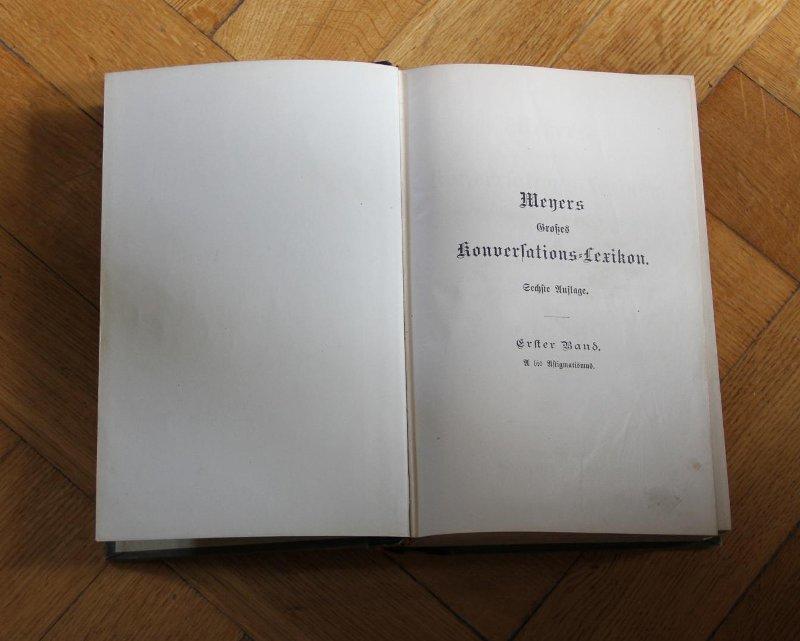 Meyers
Großes
Konversations-Lexikon.
Sechste Auflage.
Erster Band.
A bis Astigmatismus.